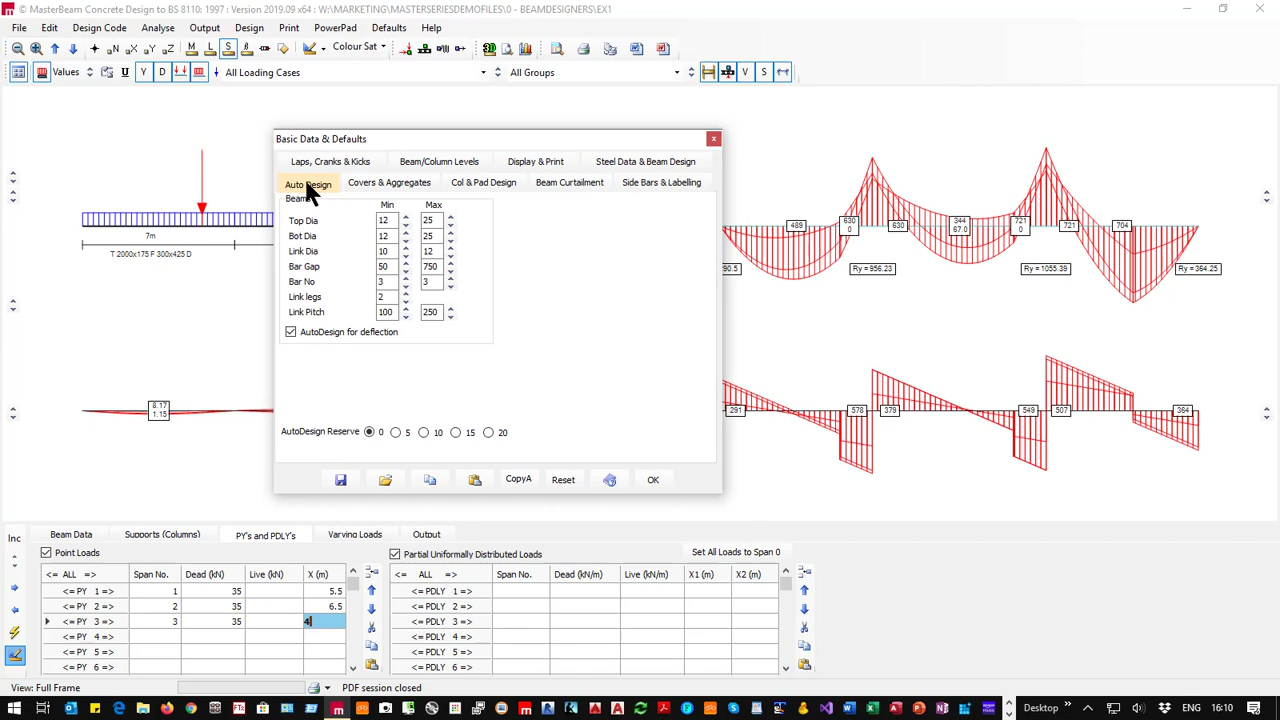 MasterBeam Concrete Design to BS 8110: 1997 : Version 2019.09 x64 : W:\MARKETING\MASTERSERIESDEMOFILES\0 - BEAMDESIGNERS\EX1
File Edit Design Code Analyse Output Design Print PowerPad Defaults Help
N X Y Z M L S Colour Sat 3D
Values U Y D All Loading Cases All Groups V S
Basic Data & Defaults
Laps, Cranks & Kicks Beam/Column Levels Display & Print Steel Data & Beam Design
Auto Design Covers & Aggregates Col & Pad Design Beam Curtailment Side Bars & Labelling
Beams
Min Max
Top Dia 12 25
Bot Dia 12 25
Link Dia 10 12
Bar Gap 50 750
Bar No 3 3
Link legs 2
Link Pitch 100 250
AutoDesign for deflection
AutoDesign Reserve 0 5 10 15 20
CopyA Reset OK
7m
T 2000x175 F 300x425 D
8.17
1.15
489 630 0 630 344 67.0 721 0 721 704
90.5 Ry = 956.23 Ry = 1055.39 Ry = 364.25
291 578 379 549 507 364
Inc Beam Data Supports (Columns) PY's and PDLY's Varying Loads Output
Point Loads Partial Uniformly Distributed Loads Set All Loads to Span 0
<= ALL => Span No. Dead (kN) Live (kN) X (m) <= ALL => Span No. Dead (kN/m) Live (kN/m) X1 (m) X2 (m)
<= PY 1 => 1 35 5.5 <= PDLY 1 =>
<= PY 2 => 2 35 6.5 <= PDLY 2 =>
<= PY 3 => 3 35 4 <= PDLY 3 =>
<= PY 4 => <= PDLY 4 =>
<= PY 5 => <= PDLY 5 =>
<= PY 6 => <= PDLY 6 =>
View: Full Frame PDF session closed
Desktop ENG 16:10